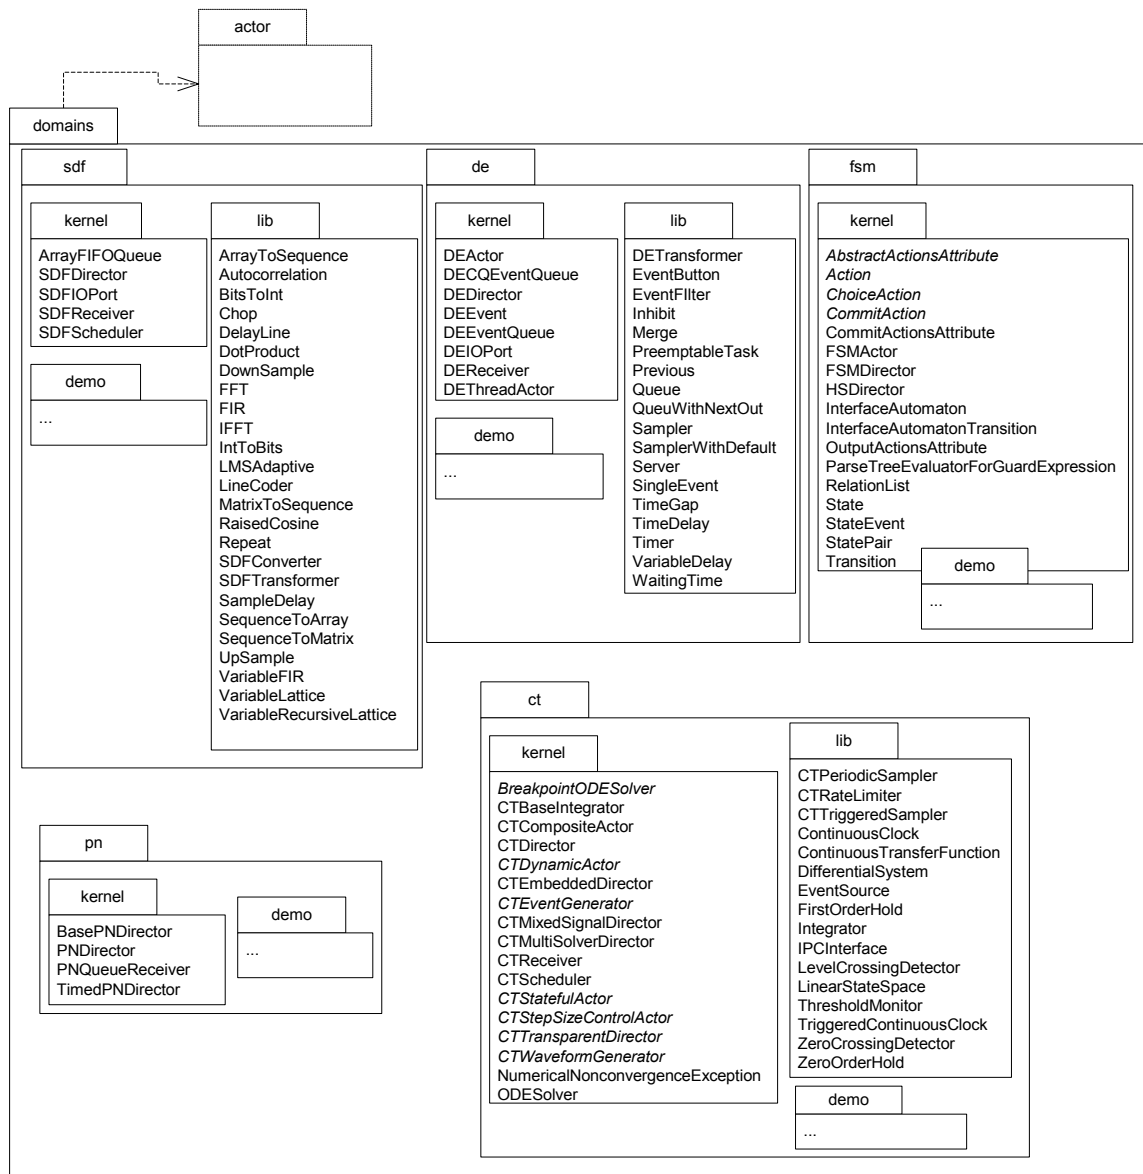 actor
domains
sdf
kernel
ArrayFIFOQueue
SDFDirector
SDFIOPort
SDFReceiver
SDFScheduler
demo
...
lib
ArrayToSequence
Autocorrelation
BitsToInt
Chop
DelayLine
DotProduct
DownSample
FFT
FIR
IFFT
IntToBits
LMSAdaptive
LineCoder
MatrixToSequence
RaisedCosine
Repeat
SDFConverter
SDFTransformer
SampleDelay
SequenceToArray
SequenceToMatrix
UpSample
VariableFIR
VariableLattice
VariableRecursiveLattice
de
kernel
DEActor
DECQEventQueue
DEDirector
DEEvent
DEEventQueue
DEIOPort
DEReceiver
DEThreadActor
demo
...
lib
DETransformer
EventButton
EventFIlter
Inhibit
Merge
PreemptableTask
Previous
Queue
QueuWithNextOut
Sampler
SamplerWithDefault
Server
SingleEvent
TimeGap
TimeDelay
Timer
VariableDelay
WaitingTime
fsm
kernel
AbstractActionsAttribute
Action
ChoiceAction
CommitAction
CommitActionsAttribute
FSMActor
FSMDirector
HSDirector
InterfaceAutomaton
InterfaceAutomatonTransition
OutputActionsAttribute
ParseTreeEvaluatorForGuardExpression
RelationList
State
StateEvent
StatePair
Transition
demo
...
pn
kernel
BasePNDirector
PNDirector
PNQueueReceiver
TimedPNDirector
demo
...
ct
kernel
BreakpointODESolver
CTBaseIntegrator
CTCompositeActor
CTDirector
CTDynamicActor
CTEmbeddedDirector
CTEventGenerator
CTMixedSignalDirector
CTMultiSolverDirector
CTReceiver
CTScheduler
CTStatefulActor
CTStepSizeControlActor
CTTransparentDirector
CTWaveformGenerator
NumericalNonconvergenceException
ODESolver
lib
CTPeriodicSampler
CTRateLimiter
CTTriggeredSampler
ContinuousClock
ContinuousTransferFunction
DifferentialSystem
EventSource
FirstOrderHold
Integrator
IPCInterface
LevelCrossingDetector
LinearStateSpace
ThresholdMonitor
TriggeredContinuousClock
ZeroCrossingDetector
ZeroOrderHold
demo
...